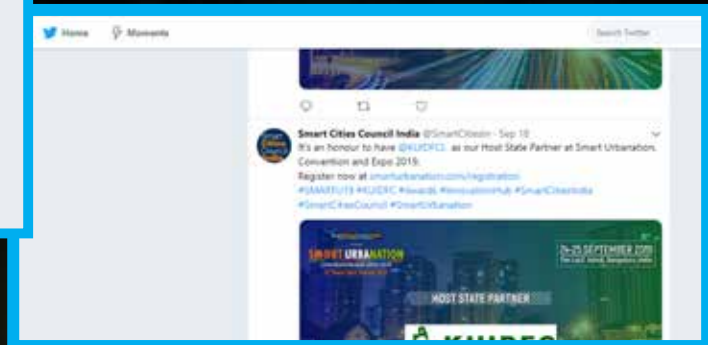 Home Moments Search Twitter
Smart Cities Council India @SmartCitiesIn · Sep 18
It's an honour to have @KUIDFC1 as our Host State Partner at Smart Urbanation,
Convention and Expo 2019.
Register now at smarturbanation.com/registration
#SMARTU19 #KUIDFC #Awards #InnovationHub #SmartCitiesIndia
#SmartCitiesCouncil #SmartUrbanation
SMART URBANATION
24-25 SEPTEMBER 2019
HOST STATE PARTNER
KUIDFC